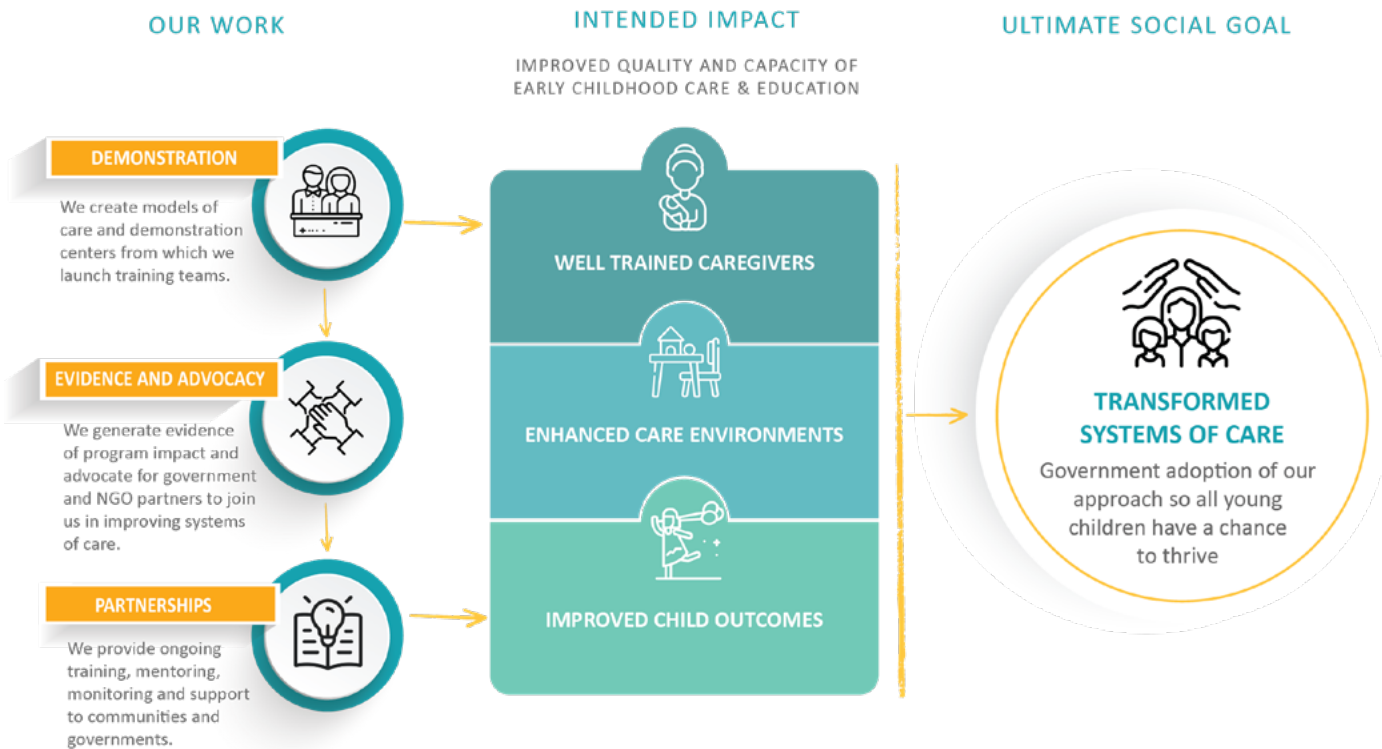 OUR WORK
DEMONSTRATION
We create models of
care and demonstration
centers from which we
launch training teams.
EVIDENCE AND ADVOCACY
We generate evidence
of program impact and
advocate for government
and NGO partners to join
us in improving systems
of care.
PARTNERSHIPS
We provide ongoing
training, mentoring,
monitoring and support
to communities and
governments.
INTENDED IMPACT
IMPROVED QUALITY AND CAPACITY OF
EARLY CHILDHOOD CARE & EDUCATION
WELL TRAINED CAREGIVERS
ENHANCED CARE ENVIRONMENTS
IMPROVED CHILD OUTCOMES
ULTIMATE SOCIAL GOAL
TRANSFORMED
SYSTEMS OF CARE
Government adoption of our
approach so all young
children have a chance
to thrive